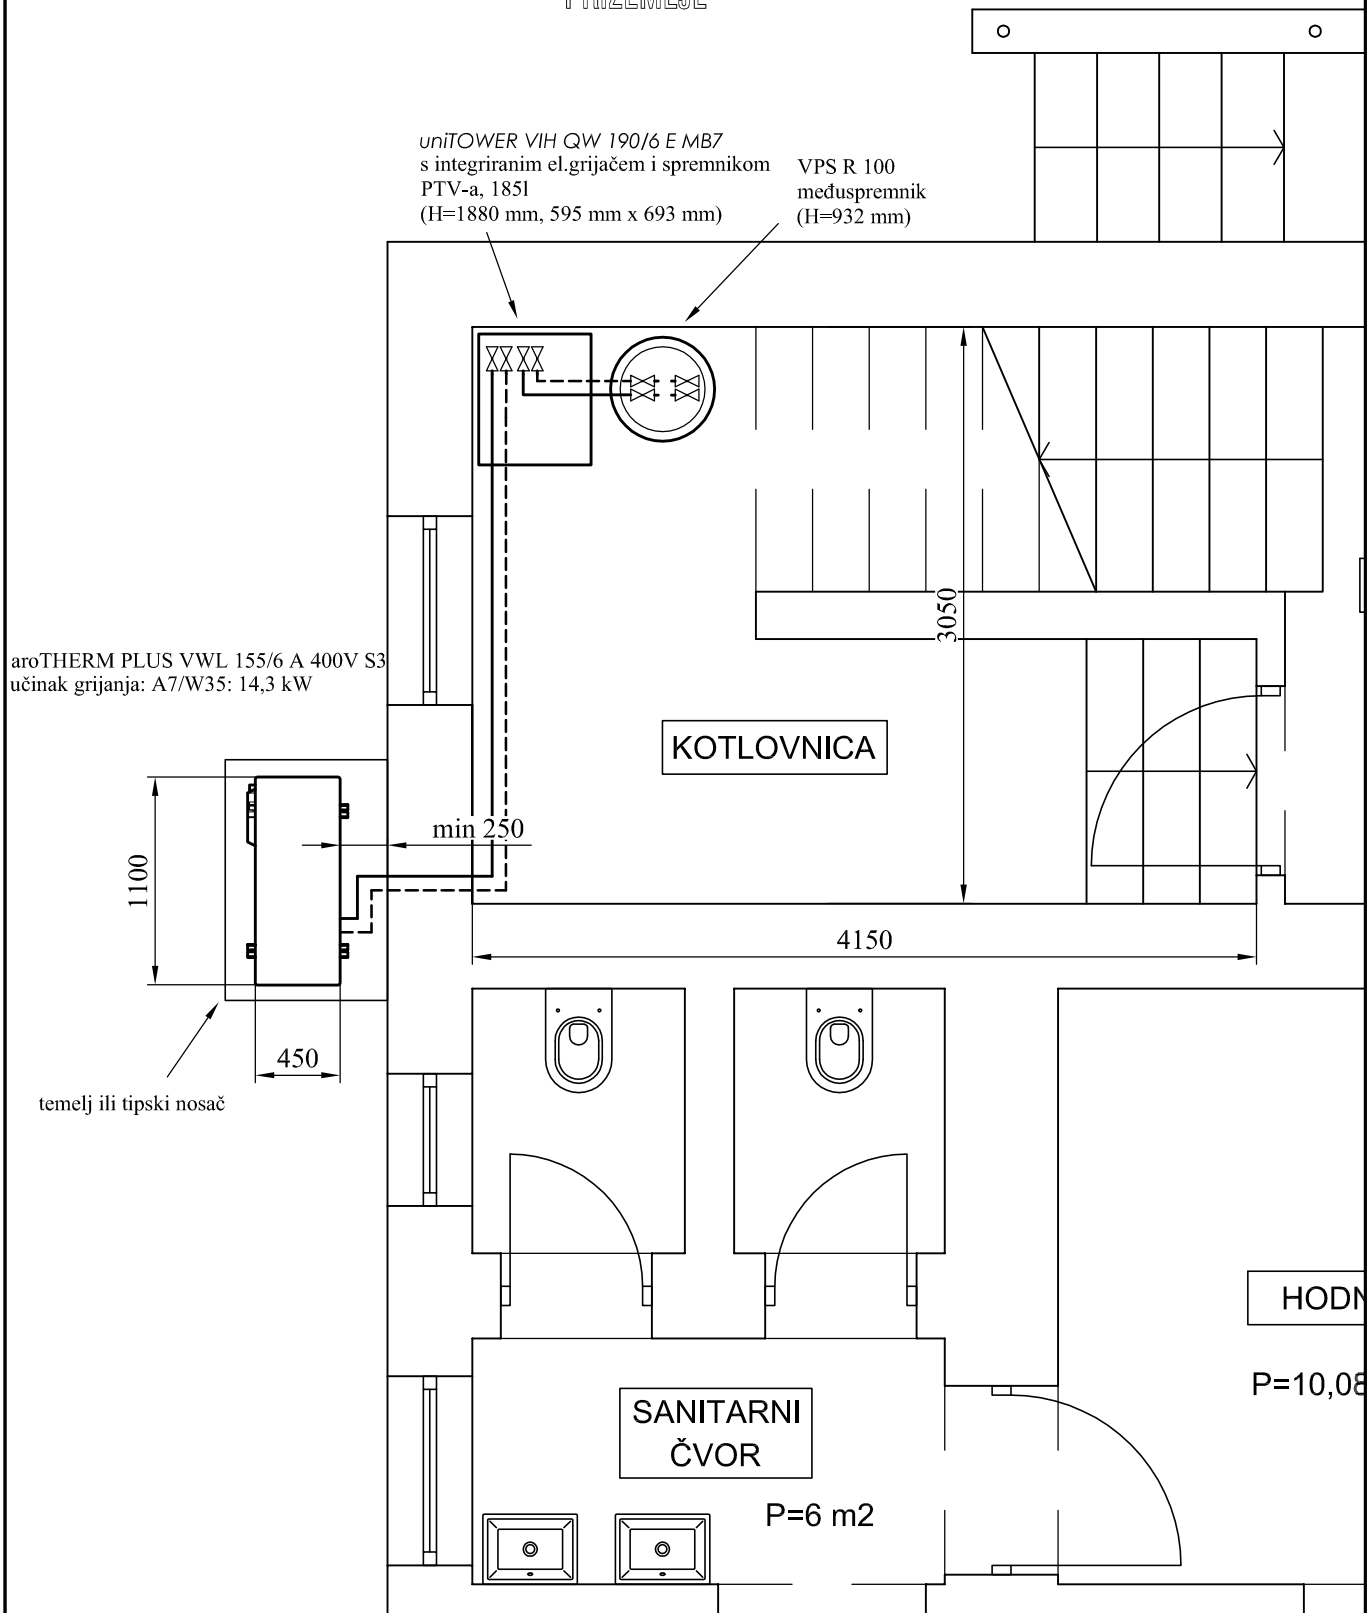 PRIZEMLJE
uniTOWER VIH QW 190/6 E MB7
s integriranim el.grijačem i spremnikom
PTV-a, 185l
(H=1880 mm, 595 mm x 693 mm)
VPS R 100
međuspremnik
(H=932 mm)
3050
aroTHERM PLUS VWL 155/6 A 400V S3
učinak grijanja: A7/W35: 14,3 kW
KOTLOVNICA
min 250
1100
4150
450
temelj ili tipski nosač
HODN
P=10,08
SANITARNI
ČVOR
P=6 m2